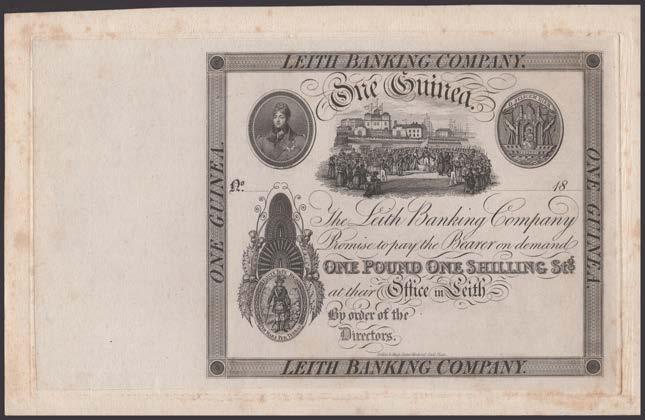 LEITH BANKING COMPANY.
One Guinea.
ONE GUINEA.
ONE GUINEA
No. 18
The Leith Banking Company
Promise to pay the Bearer on demand
ONE POUND ONE SHILLING Stg
at their Office in Leith
By order of the
Directors.
LEITH BANKING COMPANY.